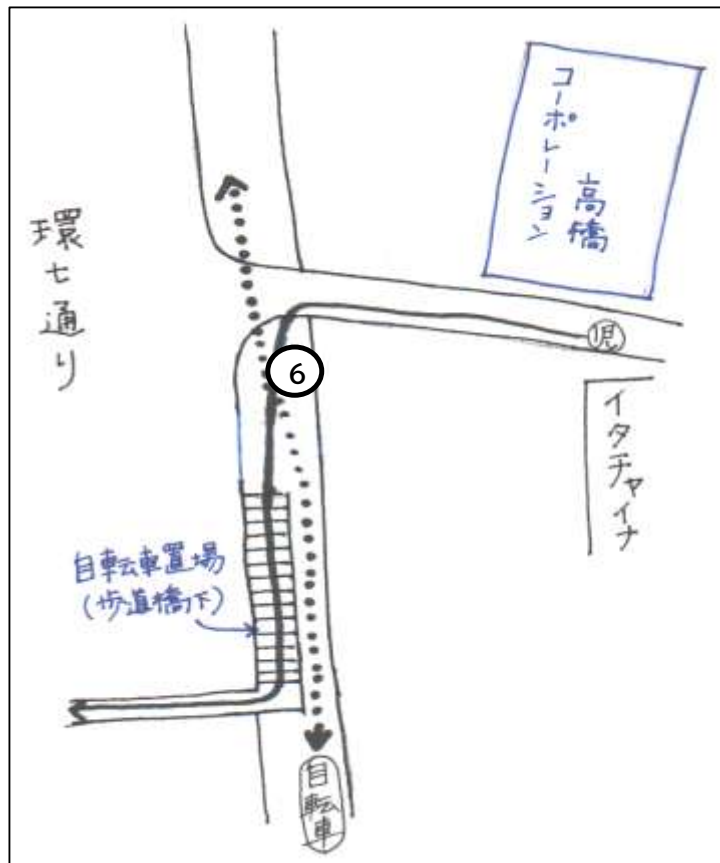 高橋
コーポレーション
環七通り
児
6
イタチャイナ
自転車置場
(歩道橋下)
自転車